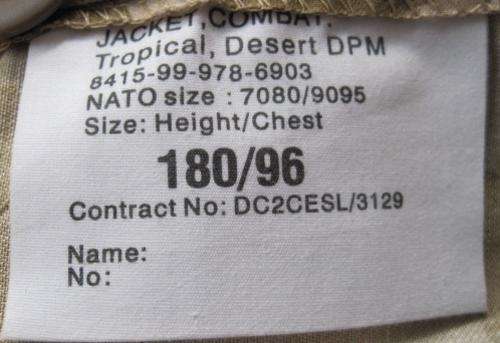 JACKET, COMBAT.
Tropical, Desert DPM
8415-99-978-6903
NATO size : 7080/9095
Size: Height/Chest
180/96
Contract No: DC2CESL/3129
Name:
No: